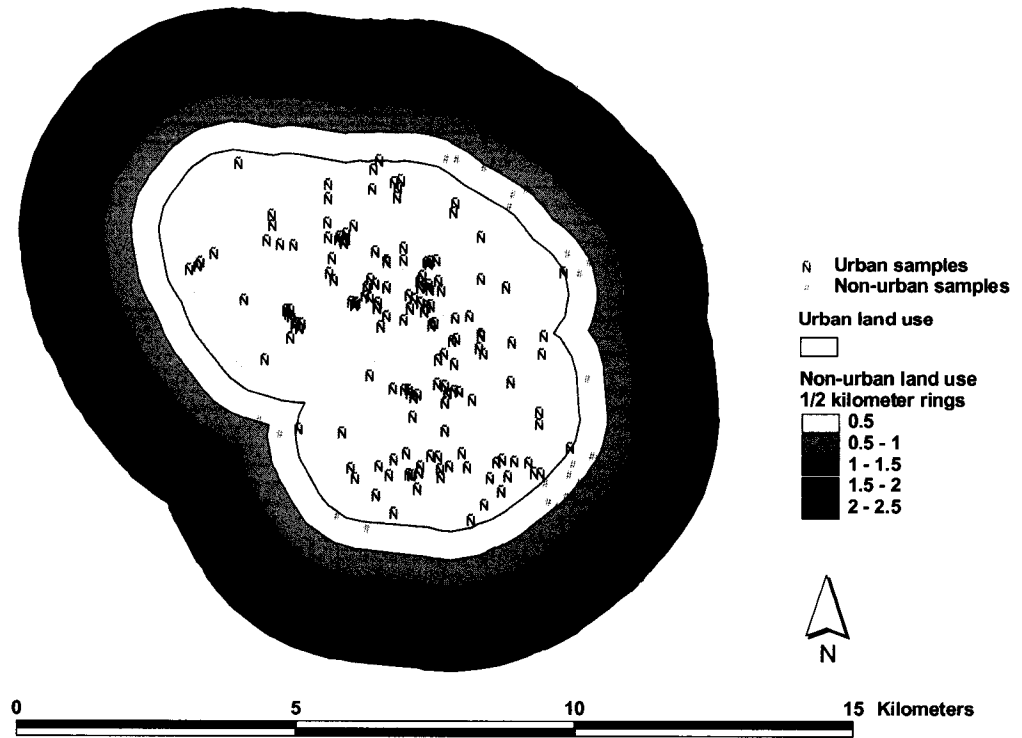 Ñ Urban samples
# Non-urban samples
Urban land use
Non-urban land use
1/2 kilometer rings
0.5
0.5 - 1
1 - 1.5
1.5 - 2
2 - 2.5
N
0 5 10 15 Kilometers